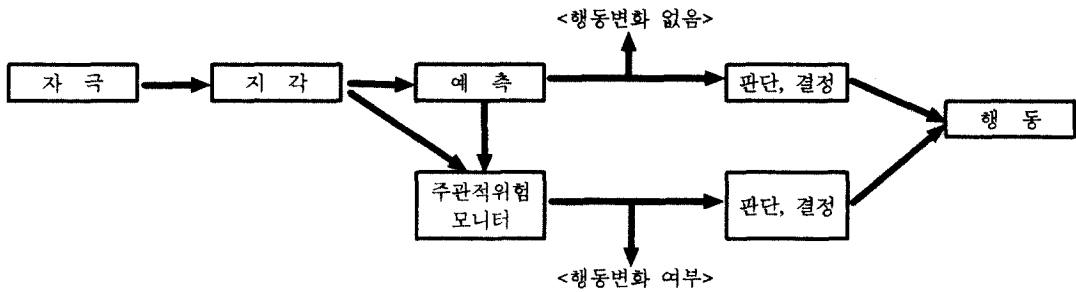 <행동변화 없음>
자 극
지 각
예 측
판단, 결정
행 동
주관적위험
모니터
판단, 결정
<행동변화 여부>